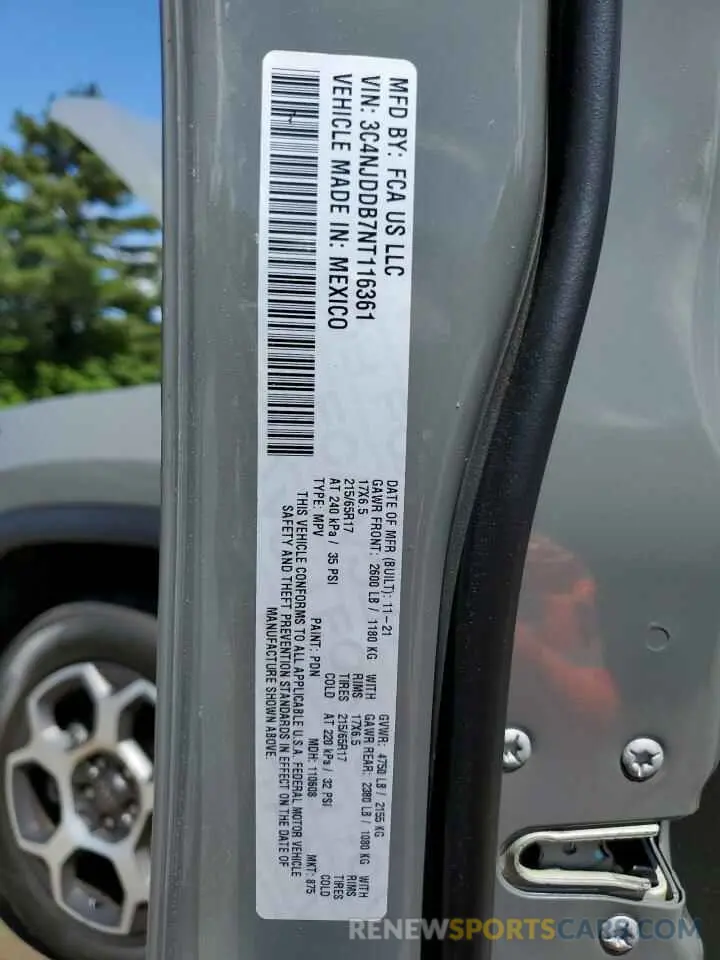 MFD BY: FCA US LLC
VIN: 3C4NJDDB7NT116361
VEHICLE MADE IN: MEXICO
DATE OF MFR (BUILT): 11-21 GVWR: 4750 LB / 2155 KG
GAWR FRONT: 2600 LB / 1180 KG WITH GAWR REAR: 2380 LB / 1080 KG WITH
17X6.5 RIMS 17X6.5 RIMS
215/65R17 TIRES 215/65R17 TIRES
AT 240 kPa / 35 PSI COLD AT 220 kPa / 32 PSI COLD
TYPE: MPV PAINT: PDN MDH: 110608 MKT: 875
THIS VEHICLE CONFORMS TO ALL APPLICABLE U.S.A. FEDERAL MOTOR VEHICLE
SAFETY AND THEFT PREVENTION STANDARDS IN EFFECT ON THE DATE OF
MANUFACTURE SHOWN ABOVE.
RENEWSPORTSCARS.COM